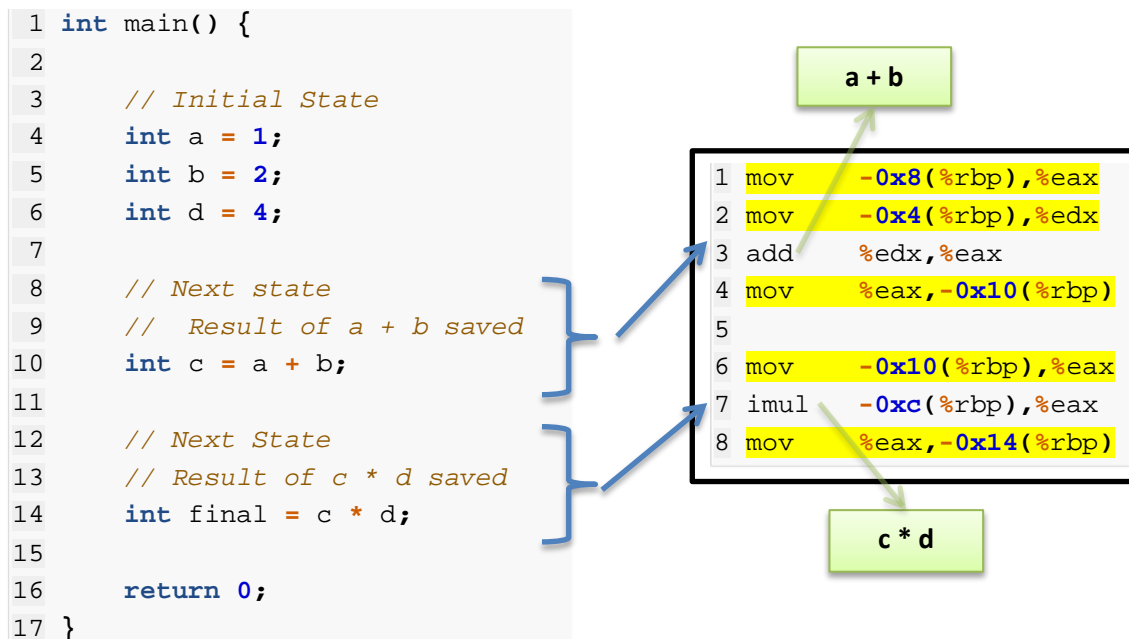 1 int main() {
2
3 // Initial State
4 int a = 1;
5 int b = 2;
6 int d = 4;
7
8 // Next state
9 //  Result of a + b saved
10 int c = a + b;
11
12 // Next State
13 // Result of c * d saved
14 int final = c * d;
15
16 return 0;
17 }
a + b
1 mov -0x8(%rbp),%eax
2 mov -0x4(%rbp),%edx
3 add %edx,%eax
4 mov %eax,-0x10(%rbp)
5
6 mov -0x10(%rbp),%eax
7 imul -0xc(%rbp),%eax
8 mov %eax,-0x14(%rbp)
c * d